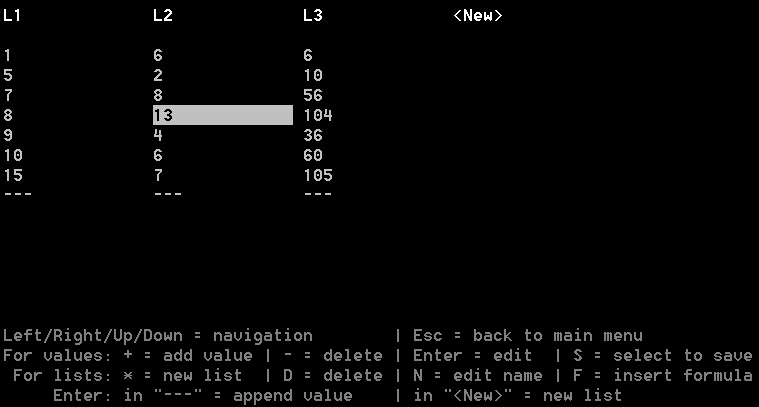 L1 L2 L3 <New>
1 6 6
5 2 10
7 8 56
8 13 104
9 4 36
10 6 60
15 7 105
--- --- ---
Left/Right/Up/Down = navigation | Esc = back to main menu
For values: + = add value | - = delete | Enter = edit | S = select to save
For lists: * = new list | D = delete | N = edit name | F = insert formula
Enter: in "---" = append value | in "<New>" = new list